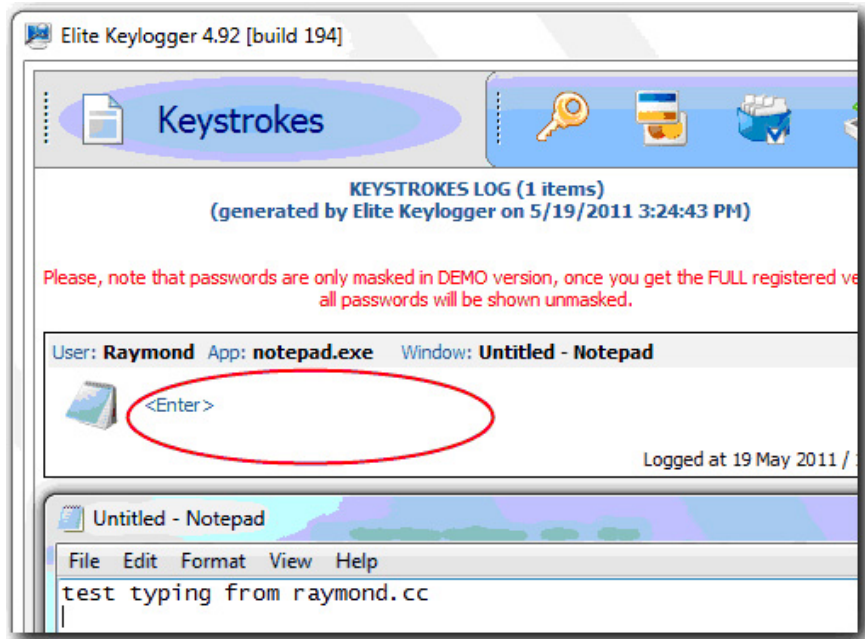 Elite Keylogger 4.92 [build 194]
Keystrokes
KEYSTROKES LOG (1 items)
(generated by Elite Keylogger on 5/19/2011 3:24:43 PM)
Please, note that passwords are only masked in DEMO version, once you get the FULL registered ve
all passwords will be shown unmasked.
User: Raymond App: notepad.exe Window: Untitled - Notepad
<Enter>
Logged at 19 May 2011 /
Untitled - Notepad
File Edit Format View Help
test typing from raymond.cc